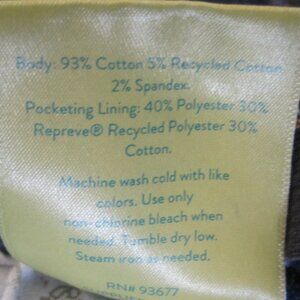 Body: 93% Cotton 5% Recycled Cotton
2% Spandex.
Pocketing Lining: 40% Polyester 30%
Repreve® Recycled Polyester 30%
Cotton.
Machine wash cold with like
colors. Use only
non-chlorine bleach when
needed. Tumble dry low.
Steam iron as needed.
RN# 93677